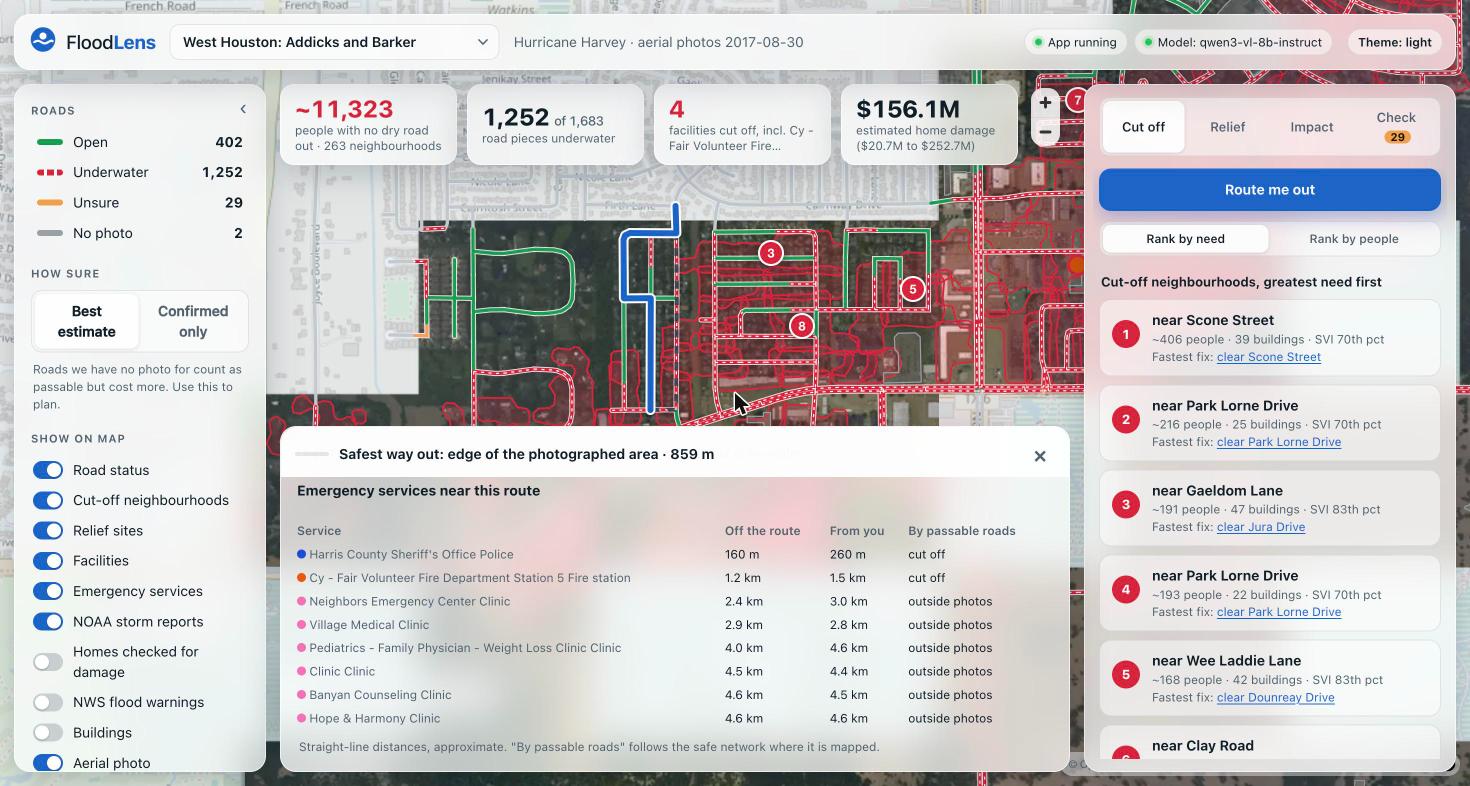 French Road
French Road
Watkins
FloodLens
West Houston: Addicks and Barker
Hurricane Harvey · aerial photos 2017-08-30
App running
Model: qwen3-vl-8b-instruct
Theme: light
Jenikay Street
ROADS
Open 402
Underwater 1,252
Unsure 29
No photo 2
HOW SURE
Best estimate
Confirmed only
Roads we have no photo for count as
passable but cost more. Use this to
plan.
SHOW ON MAP
Road status
Cut-off neighbourhoods
Relief sites
Facilities
Emergency services
NOAA storm reports
Homes checked for
damage
NWS flood warnings
Buildings
Aerial photo
~11,323
people with no dry road
out · 263 neighbourhoods
1,252 of 1,683
road pieces underwater
4
facilities cut off, incl. Cy -
Fair Volunteer Fire...
$156.1M
estimated home damage
($20.7M to $252.7M)
+
−
7
3
5
8
Safest way out: edge of the photographed area · 859 m
Emergency services near this route
Service Off the route From you By passable roads
Harris County Sheriff's Office Police 160 m 260 m cut off
Cy - Fair Volunteer Fire Department Station 5 Fire station 1.2 km 1.5 km cut off
Neighbors Emergency Center Clinic 2.4 km 3.0 km outside photos
Village Medical Clinic 2.9 km 2.8 km outside photos
Pediatrics - Family Physician - Weight Loss Clinic Clinic 4.0 km 4.6 km outside photos
Clinic Clinic 4.5 km 4.4 km outside photos
Banyan Counseling Clinic 4.6 km 4.5 km outside photos
Hope & Harmony Clinic 4.6 km 4.6 km outside photos
Straight-line distances, approximate. "By passable roads" follows the safe network where it is mapped.
Cut off
Relief
Impact
Check
29
Route me out
Rank by need
Rank by people
Cut-off neighbourhoods, greatest need first
1
near Scone Street
~406 people · 39 buildings · SVI 70th pct
Fastest fix: clear Scone Street
2
near Park Lorne Drive
~216 people · 25 buildings · SVI 70th pct
Fastest fix: clear Park Lorne Drive
3
near Gaeldom Lane
~191 people · 47 buildings · SVI 83th pct
Fastest fix: clear Jura Drive
4
near Park Lorne Drive
~193 people · 22 buildings · SVI 70th pct
Fastest fix: clear Park Lorne Drive
5
near Wee Laddie Lane
~168 people · 42 buildings · SVI 83th pct
Fastest fix: clear Dounreay Drive
near Clay Road